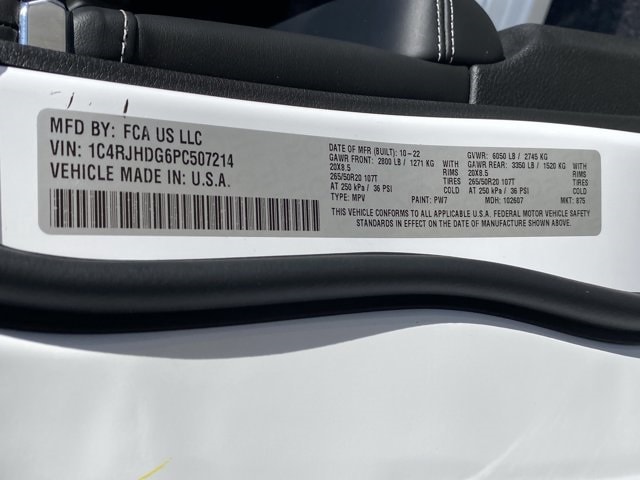 MFD BY: FCA US LLC
VIN: 1C4RJHDG6PC507214
VEHICLE MADE IN: U.S.A.
DATE OF MFR (BUILT): 10-22
GAWR FRONT: 2800 LB / 1271 KG WITH
20X8.5 RIMS
265/50R20 107T TIRES
AT 250 kPa / 36 PSI COLD
TYPE: MPV PAINT: PW7
GVWR: 6050 LB / 2745 KG
GAWR REAR: 3350 LB / 1520 KG WITH
20X8.5 RIMS
265/50R20 107T TIRES
AT 250 kPa / 36 PSI COLD
MDH: 102607 MKT: 875
THIS VEHICLE CONFORMS TO ALL APPLICABLE U.S.A. FEDERAL MOTOR VEHICLE SAFETY
STANDARDS IN EFFECT ON THE DATE OF MANUFACTURE SHOWN ABOVE.